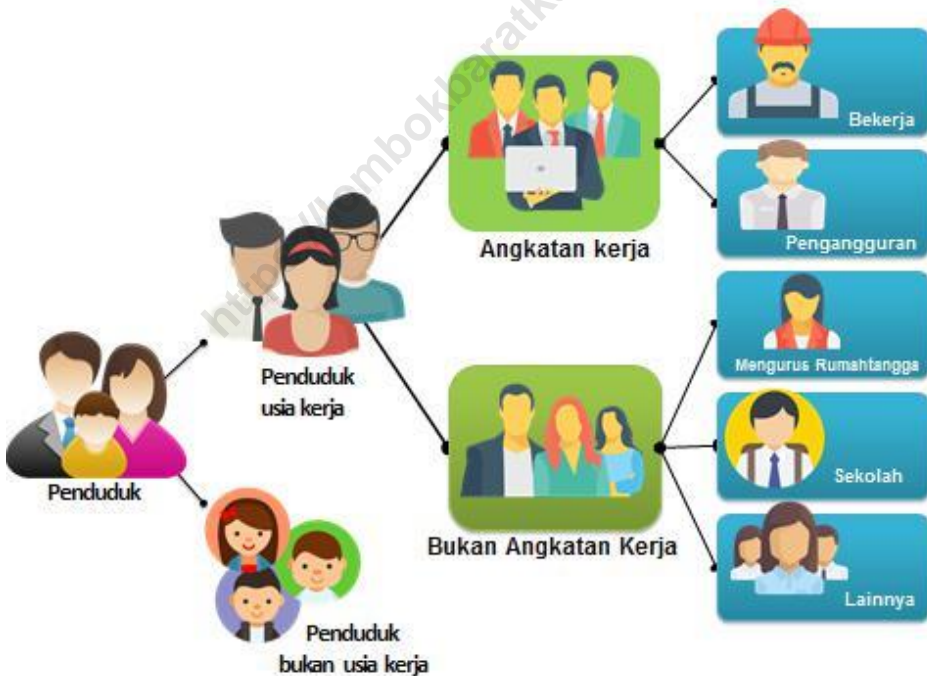 Bekerja
Pengangguran
Angkatan kerja
Mengurus Rumahtangga
Penduduk
usia kerja
Sekolah
Penduduk
Bukan Angkatan Kerja
Lainnya
Penduduk
bukan usia kerja